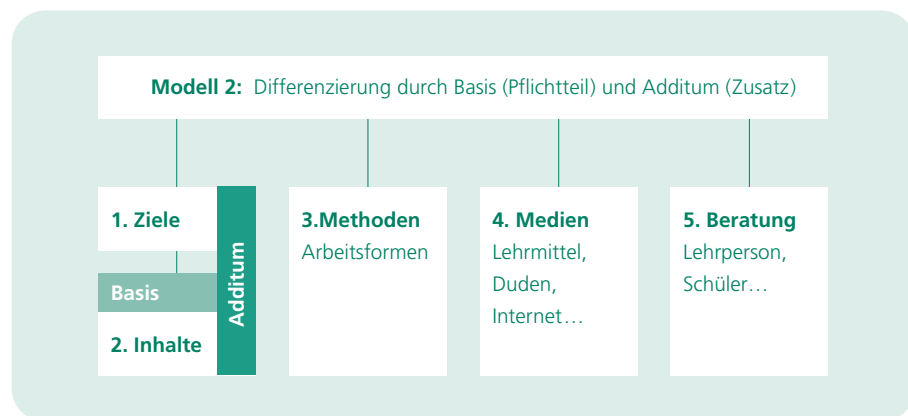 Modell 2: Differenzierung durch Basis (Pflichtteil) und Additum (Zusatz)
1. Ziele
Basis
2. Inhalte
Additum
3.Methoden
Arbeitsformen
4. Medien
Lehrmittel,
Duden,
Internet…
5. Beratung
Lehrperson,
Schüler…